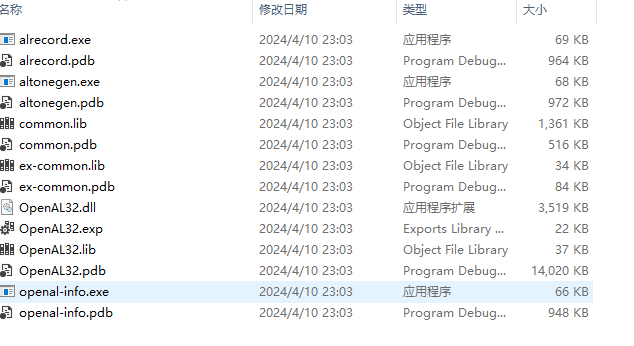 名称 修改日期 类型 大小
alrecord.exe 2024/4/10 23:03 应用程序 69 KB
alrecord.pdb 2024/4/10 23:03 Program Debug... 964 KB
altonegen.exe 2024/4/10 23:03 应用程序 68 KB
altonegen.pdb 2024/4/10 23:03 Program Debug... 972 KB
common.lib 2024/4/10 23:03 Object File Library 1,361 KB
common.pdb 2024/4/10 23:03 Program Debug... 516 KB
ex-common.lib 2024/4/10 23:03 Object File Library 34 KB
ex-common.pdb 2024/4/10 23:03 Program Debug... 84 KB
OpenAL32.dll 2024/4/10 23:03 应用程序扩展 3,519 KB
OpenAL32.exp 2024/4/10 23:03 Exports Library ... 22 KB
OpenAL32.lib 2024/4/10 23:03 Object File Library 37 KB
OpenAL32.pdb 2024/4/10 23:03 Program Debug... 14,020 KB
openal-info.exe 2024/4/10 23:03 应用程序 66 KB
openal-info.pdb 2024/4/10 23:03 Program Debug... 948 KB